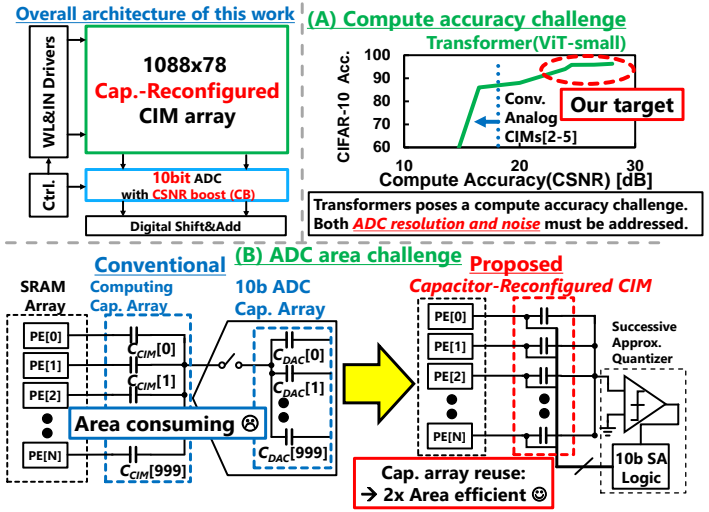 Overall architecture of this work
WL&IN Drivers
1088x78
Cap.-Reconfigured
CIM array
Ctrl.
10bit ADC
with CSNR boost (CB)
Digital Shift&Add
(A) Compute accuracy challenge
Transformer(ViT-small)
CIFAR-10 Acc.
100
90
80
70
60
Conv.
Analog
CIMs[2-5]
Our target
10
20
30
Compute Accuracy(CSNR) [dB]
Transformers poses a compute accuracy challenge.
Both ADC resolution and noise must be addressed.
(B) ADC area challenge
Conventional
SRAM
Array
Computing
Cap. Array
10b ADC
Cap. Array
PE[0]
PE[1]
PE[2]
PE[N]
C_CIM[0]
C_CIM[1]
C_CIM[999]
C_DAC[0]
C_DAC[1]
C_DAC[999]
Area consuming ☹
Proposed
Capacitor-Reconfigured CIM
PE[0]
PE[1]
PE[2]
PE[N]
Successive
Approx.
Quantizer
10b SA
Logic
Cap. array reuse:
→ 2x Area efficient ☺